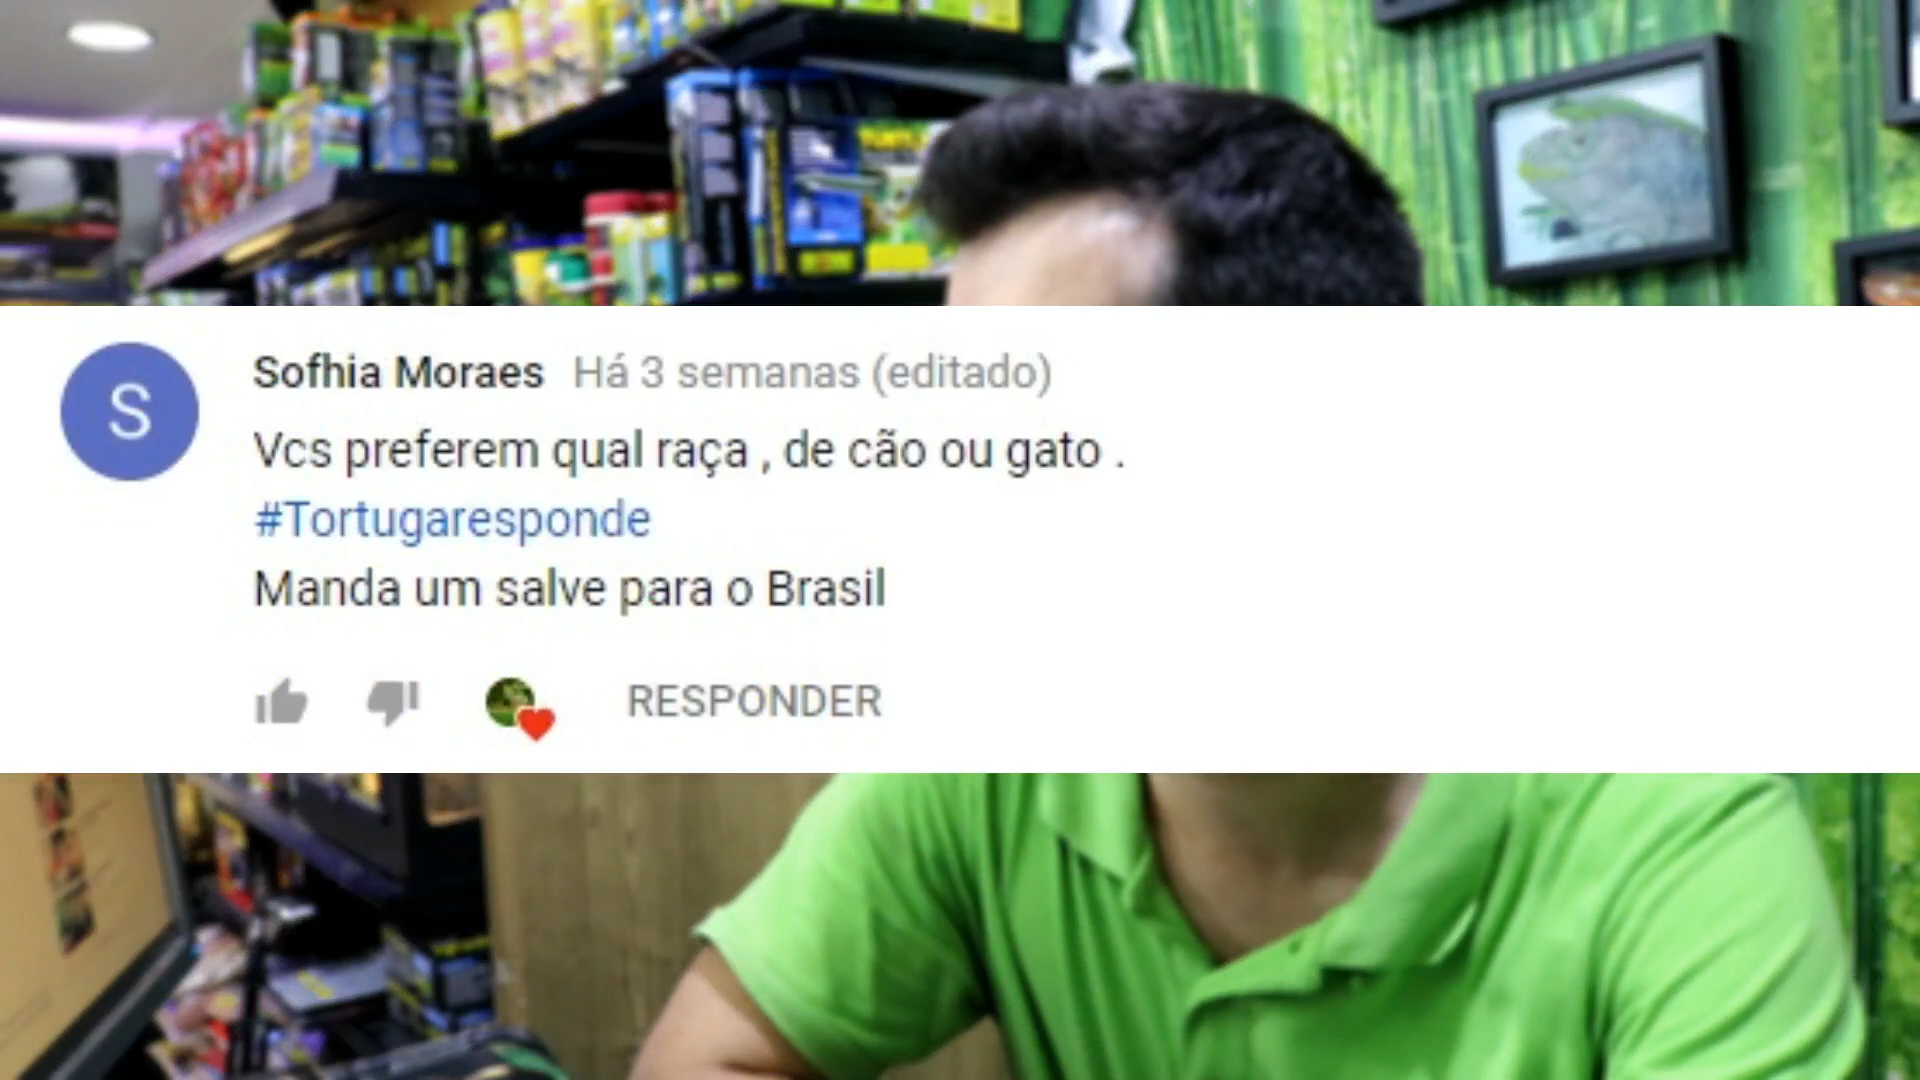 S
Sofhia Moraes Há 3 semanas (editado)
Vcs preferem qual raça , de cão ou gato .
#Tortugaresponde
Manda um salve para o Brasil
RESPONDER